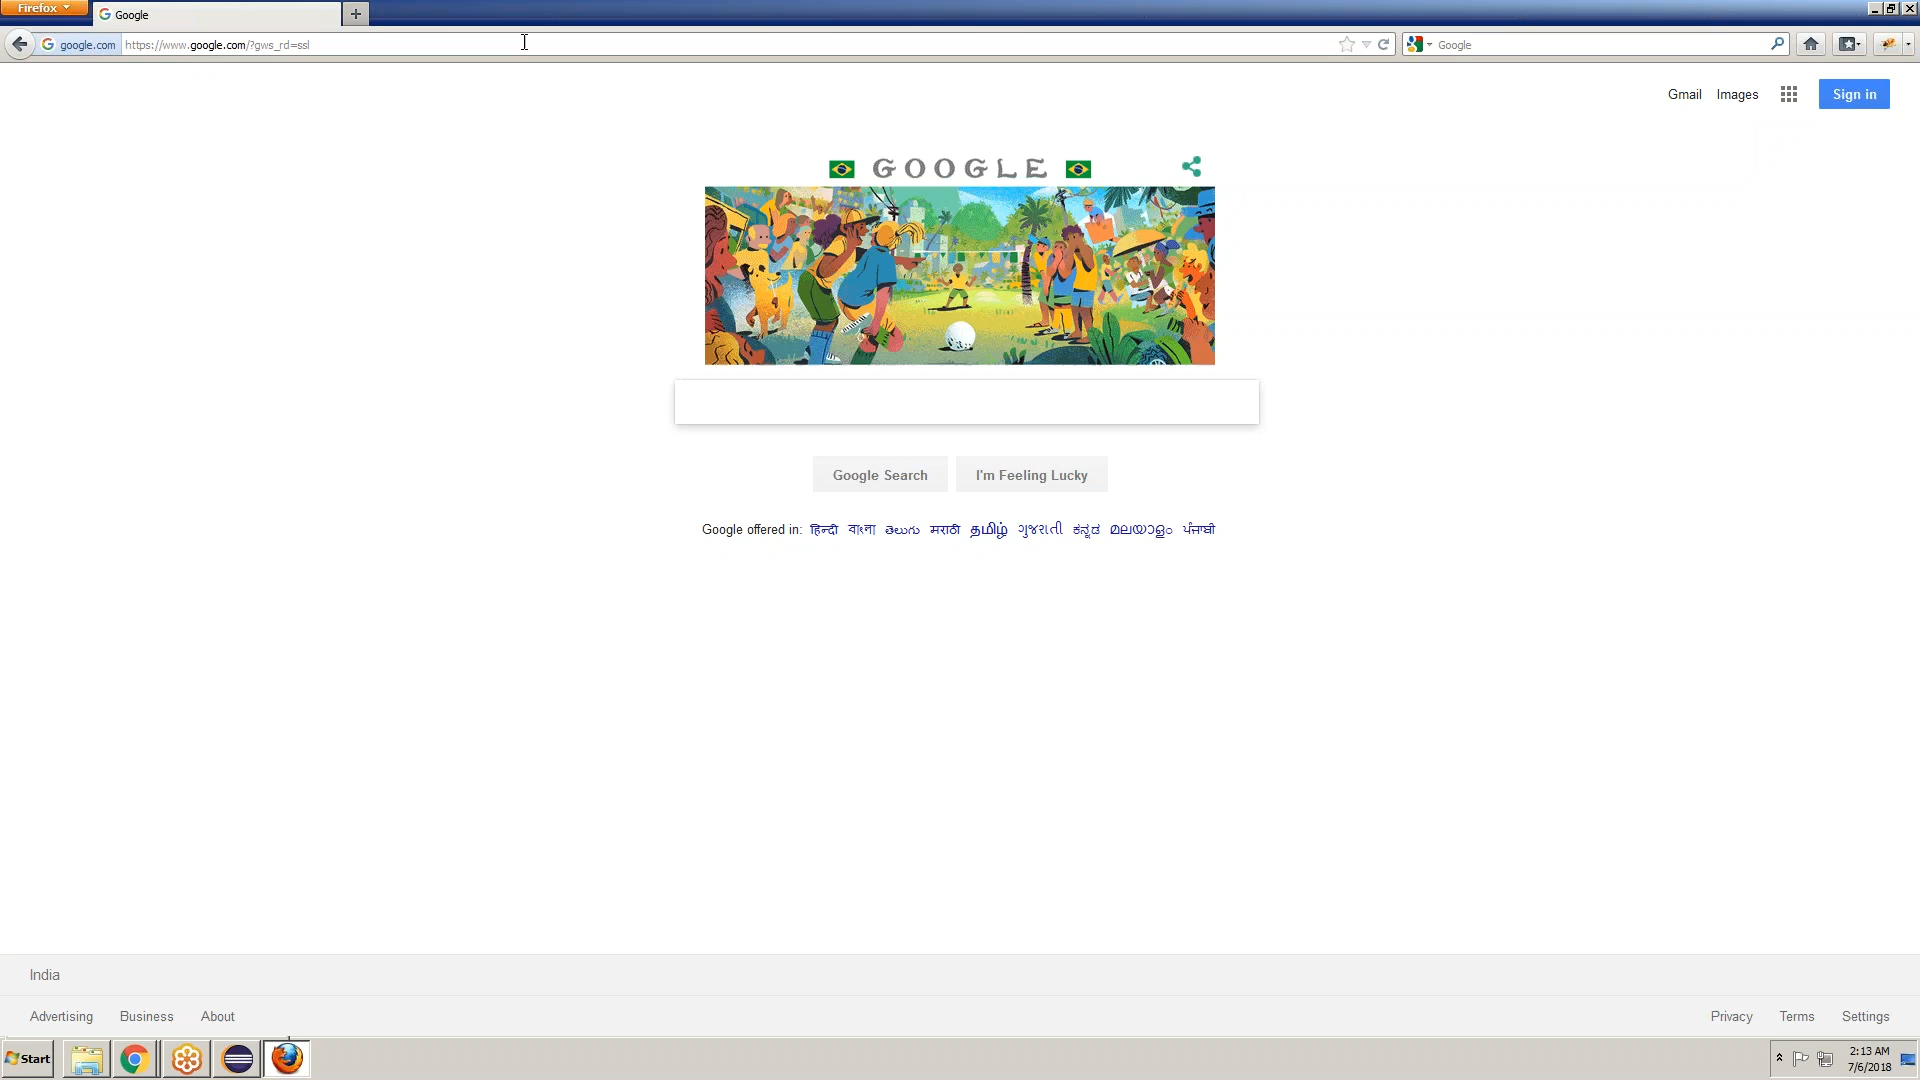 Firefox
Google
google.com https://www.google.com/?gws_rd=ssl
Google
Gmail Images Sign in
GOOGLE
Google Search I'm Feeling Lucky
Google offered in: हिन्दी বাংলা తెలుగు मराठी தமிழ் ગુજરાતી ಕನ್ನಡ മലയാളം ਪੰਜਾਬੀ
India
Advertising Business About Privacy Terms Settings
Start
2:13 AM
7/6/2018